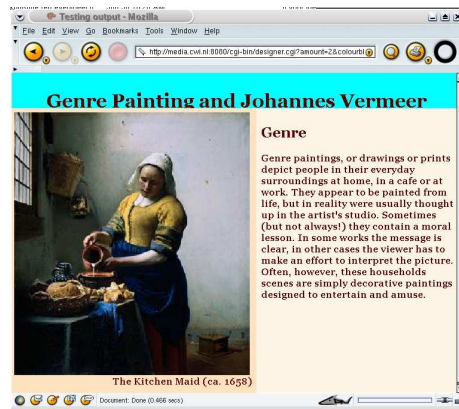 Testing output - Mozilla
File Edit View Go Bookmarks Tools Window Help
http://media.cwi.nl:8080/cgi-bin/designer.cgi?amount=2&colourbl
Genre Painting and Johannes Vermeer
Genre
Genre paintings, or drawings or prints
depict people in their everyday
surroundings at home, in a cafe or at
work. They appear to be painted from
life, but in reality were usually thought
up in the artist's studio. Sometimes
(but not always!) they contain a moral
lesson. In some works the message is
clear, in other cases the viewer has to
make an effort to interpret the picture.
Often, however, these households
scenes are simply decorative paintings
designed to entertain and amuse.
The Kitchen Maid (ca. 1658)
Document: Done (0.466 secs)